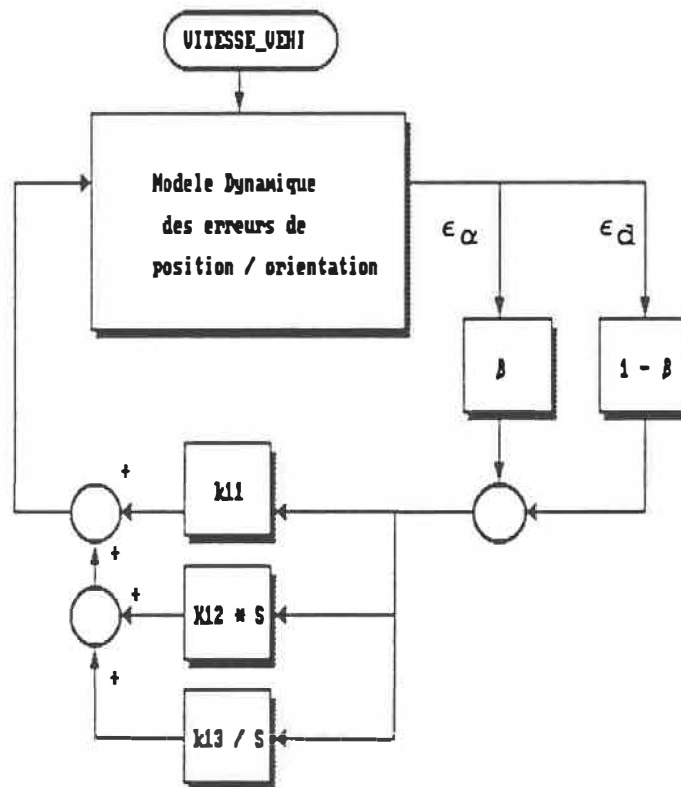 VITESSE_VEHI
Modele Dynamique
des erreurs de
position / orientation
ϵα
ϵd
β
1 - β
+
k11
+
+
K12 * S
+
k13 / S